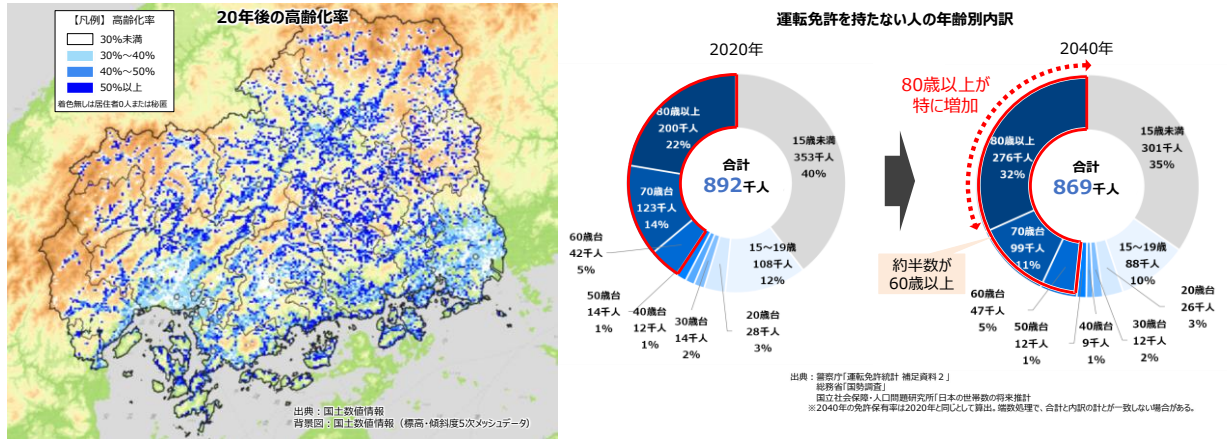 20年後の高齢化率
【凡例】高齢化率
30%未満
30%～40%
40%～50%
50%以上
着色無しは居住者0人または秘匿
出典：国土数値情報
背景図：国土数値情報（標高・傾斜度5次メッシュデータ）
運転免許を持たない人の年齢別内訳
2020年
合計
892千人
15歳未満
353千人
40%
15～19歳
108千人
12%
20歳台
28千人
3%
30歳台
14千人
2%
40歳台
12千人
1%
50歳台
14千人
1%
60歳台
42千人
5%
70歳台
123千人
14%
80歳以上
200千人
22%
2040年
80歳以上が
特に増加
合計
869千人
15歳未満
301千人
35%
15～19歳
88千人
10%
20歳台
26千人
3%
30歳台
12千人
2%
40歳台
9千人
1%
50歳台
12千人
1%
60歳台
47千人
5%
70歳台
99千人
11%
80歳以上
276千人
32%
約半数が
60歳以上
出典：警察庁「運転免許統計 補足資料２」
総務省「国勢調査」
国立社会保障・人口問題研究所「日本の世帯数の将来推計
※2040年の免許保有率は2020年と同じとして算出。端数処理で、合計と内訳の計とが一致しない場合がある。